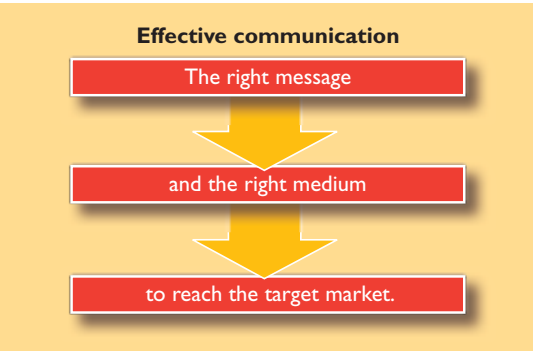 Effective communication
The right message
and the right medium
to reach the target market.